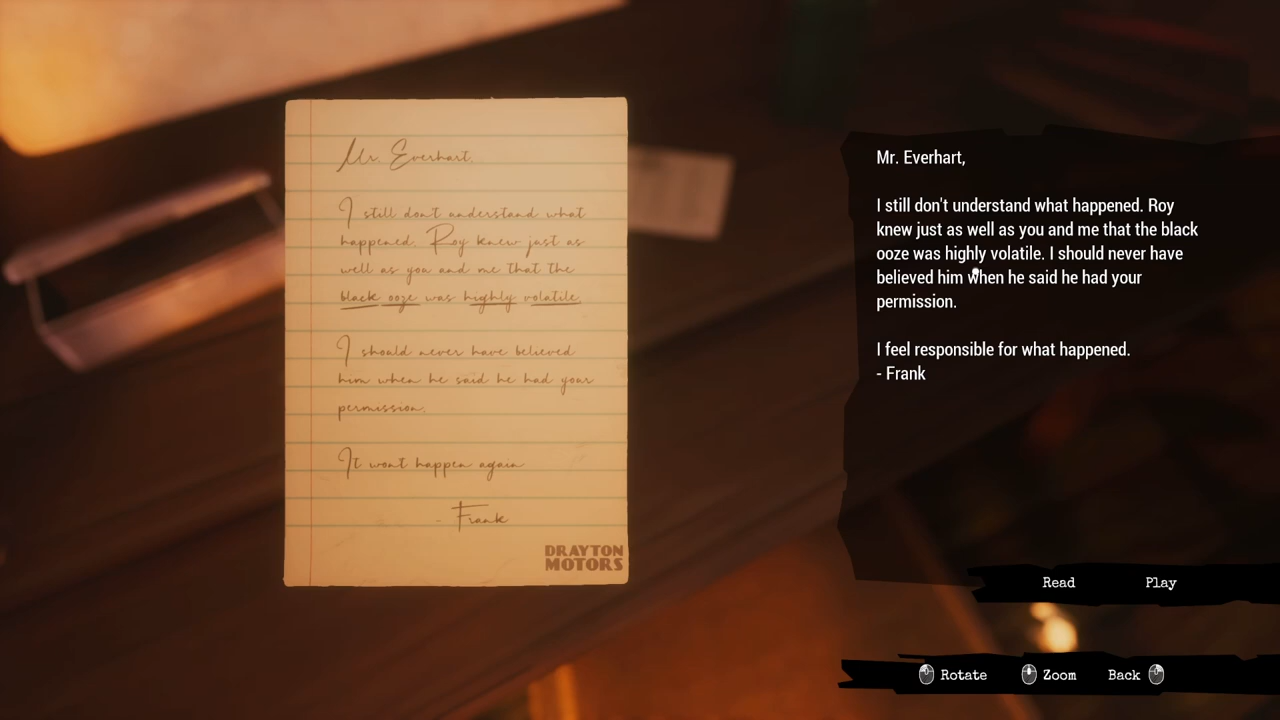 Mr. Everhart,
I still don't understand what
happened. Roy knew just as
well as you and me that the
black ooze was highly volatile.
I should never have believed
him when he said he had your
permission.
It wont happen again
- Frank
DRAYTON
MOTORS
Mr. Everhart,
I still don't understand what happened. Roy
knew just as well as you and me that the black
ooze was highly volatile. I should never have
believed him when he said he had your
permission.
I feel responsible for what happened.
- Frank
Read
Play
Rotate
Zoom
Back